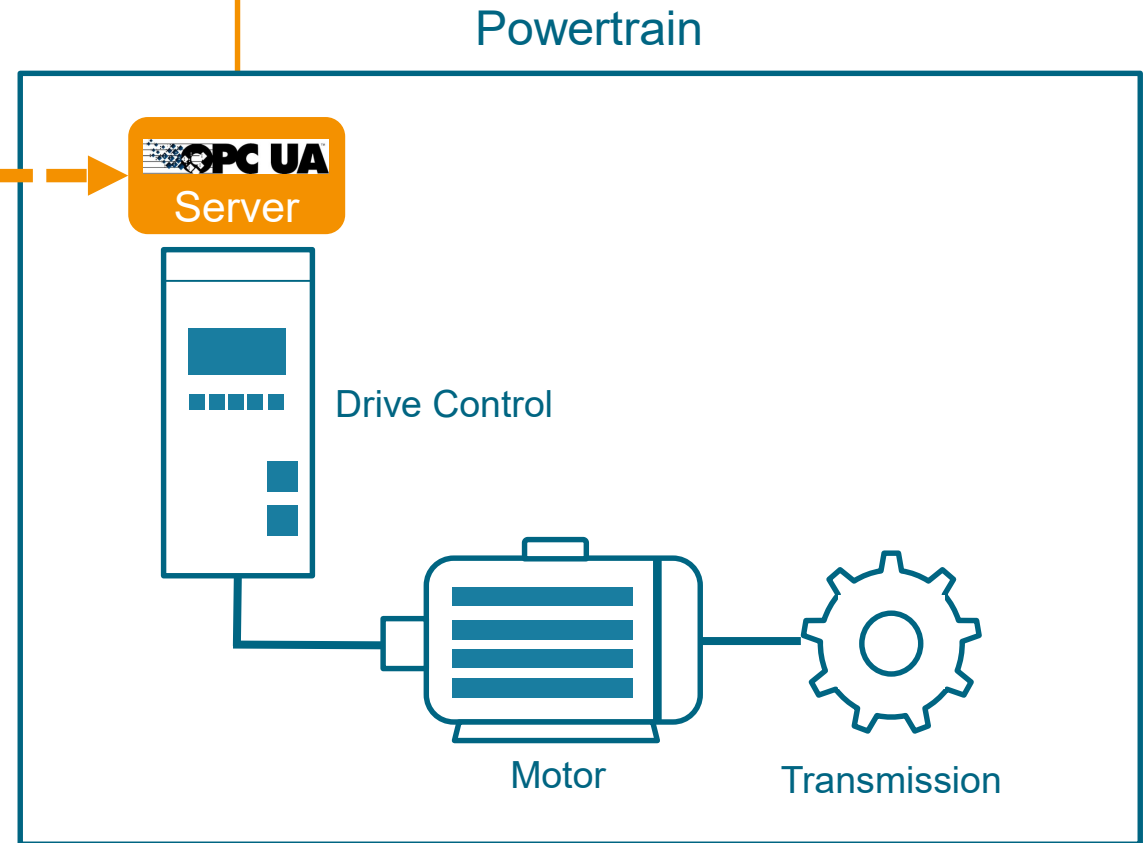 Powertrain
OPC UA
Server
Drive Control
Motor
Transmission